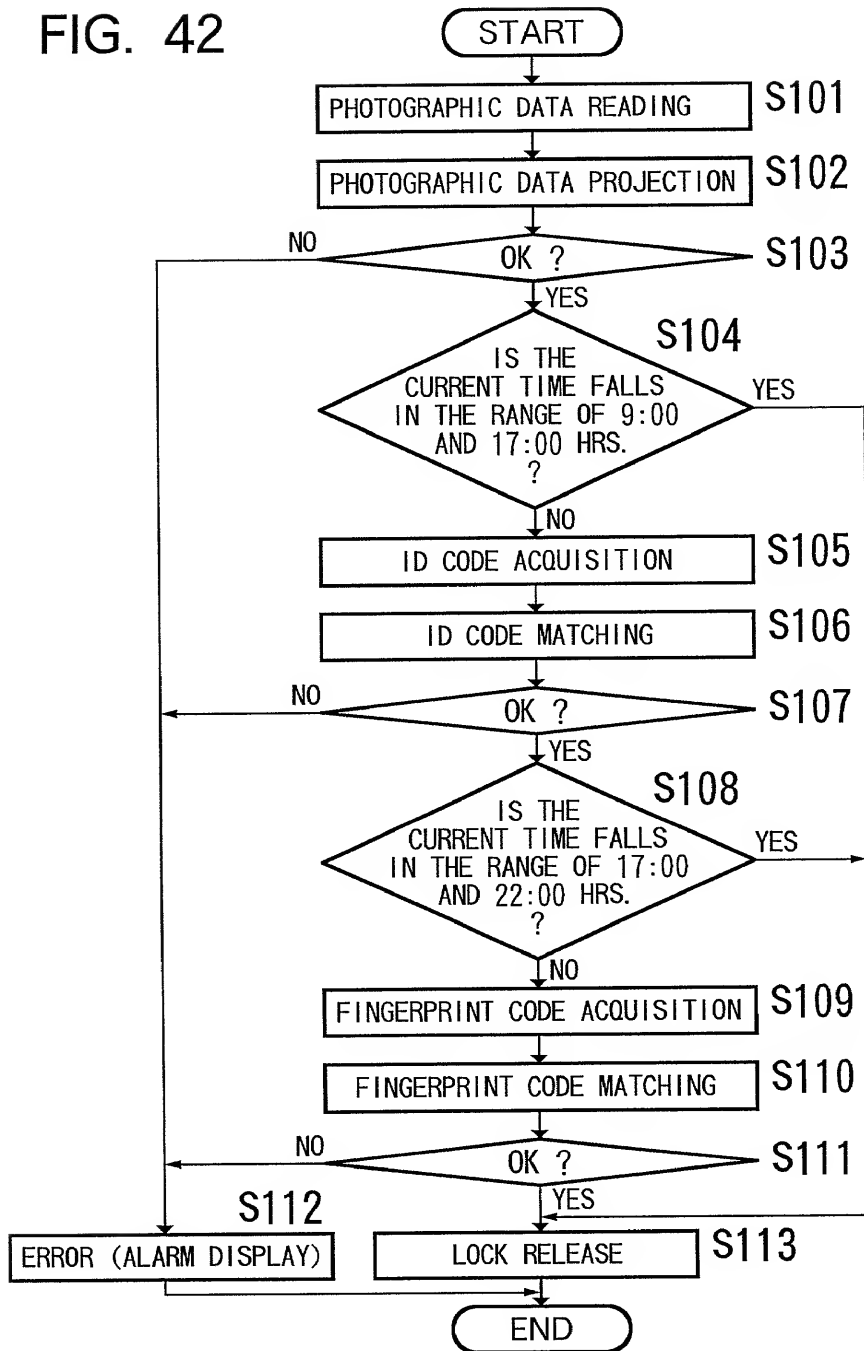 FIG. 42
START
PHOTOGRAPHIC DATA READING
S101
PHOTOGRAPHIC DATA PROJECTION
S102
NO
OK ?
S103
YES
S104
IS THE
CURRENT TIME FALLS
IN THE RANGE OF 9:00
AND 17:00 HRS.
?
YES
NO
ID CODE ACQUISITION
S105
ID CODE MATCHING
S106
NO
OK ?
S107
YES
S108
IS THE
CURRENT TIME FALLS
IN THE RANGE OF 17:00
AND 22:00 HRS.
?
YES
NO
FINGERPRINT CODE ACQUISITION
S109
FINGERPRINT CODE MATCHING
S110
NO
OK ?
S111
YES
S112
ERROR (ALARM DISPLAY)
LOCK RELEASE
S113
END